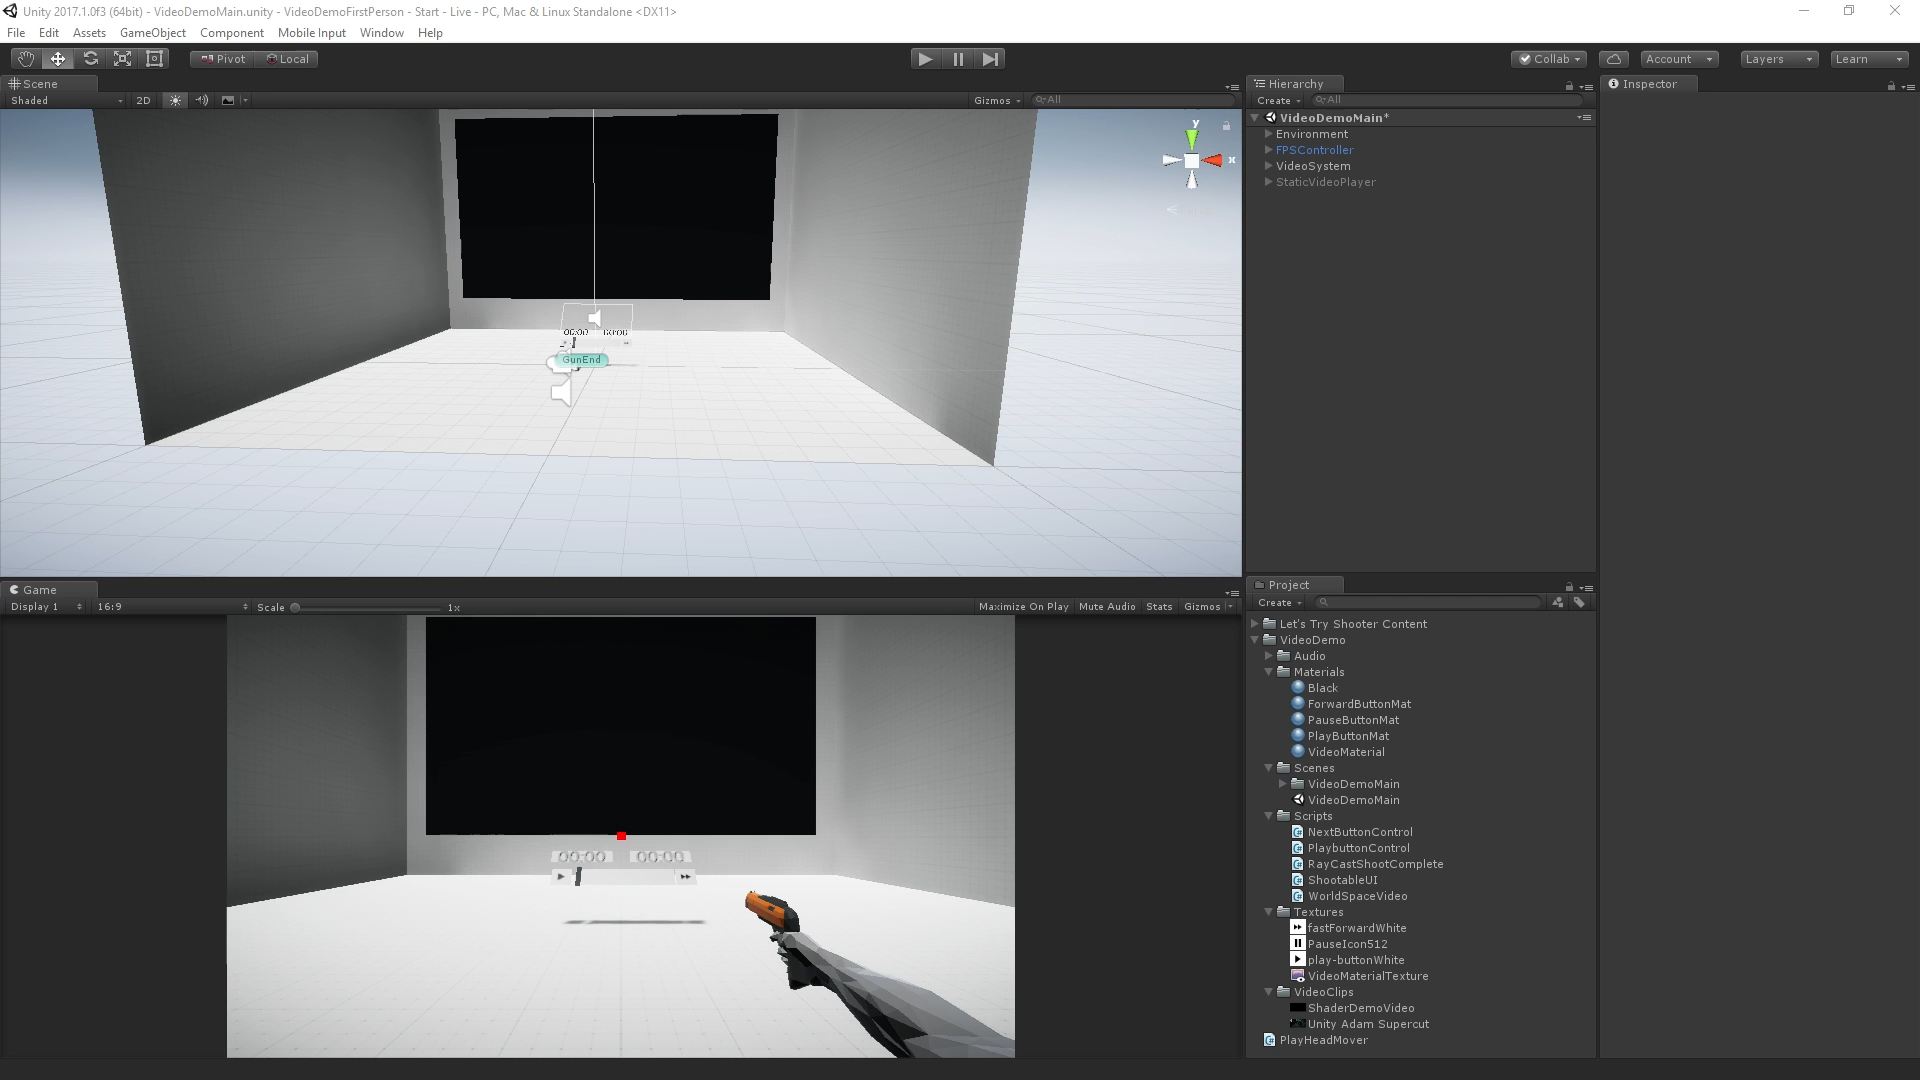 Unity 2017.1.0f3 (64bit) - VideoDemoMain.unity - VideoDemoFirstPerson - Start - Live - PC, Mac & Linux Standalone <DX11>
File Edit Assets GameObject Component Mobile Input Window Help
Pivot Local Collab Account Layers Learn
Scene
Shaded 2D Gizmos All
y
x
00:00 00:00
GunEnd
Game
Display 1 16:9 Scale 1x Maximize On Play Mute Audio Stats Gizmos
00:00 00:00
Hierarchy
Create All
VideoDemoMain*
Environment
FPSController
VideoSystem
StaticVideoPlayer
Project
Create
Let's Try Shooter Content
VideoDemo
Audio
Materials
Black
ForwardButtonMat
PauseButtonMat
PlayButtonMat
VideoMaterial
Scenes
VideoDemoMain
VideoDemoMain
Scripts
NextButtonControl
PlaybuttonControl
RayCastShootComplete
ShootableUI
WorldSpaceVideo
Textures
fastForwardWhite
PauseIcon512
play-buttonWhite
VideoMaterialTexture
VideoClips
ShaderDemoVideo
Unity Adam Supercut
PlayHeadMover
Inspector